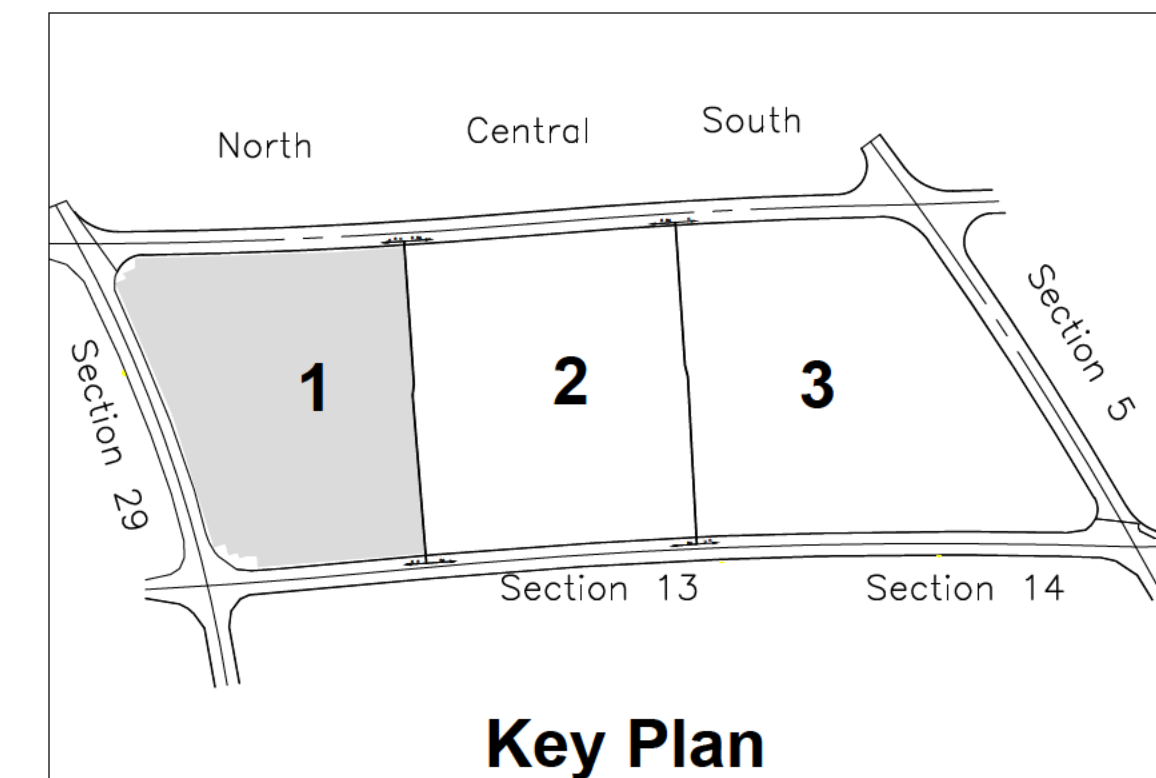 North
Central
South
Section 5
Section 29
1
2
3
Section 13
Section 14
Key Plan